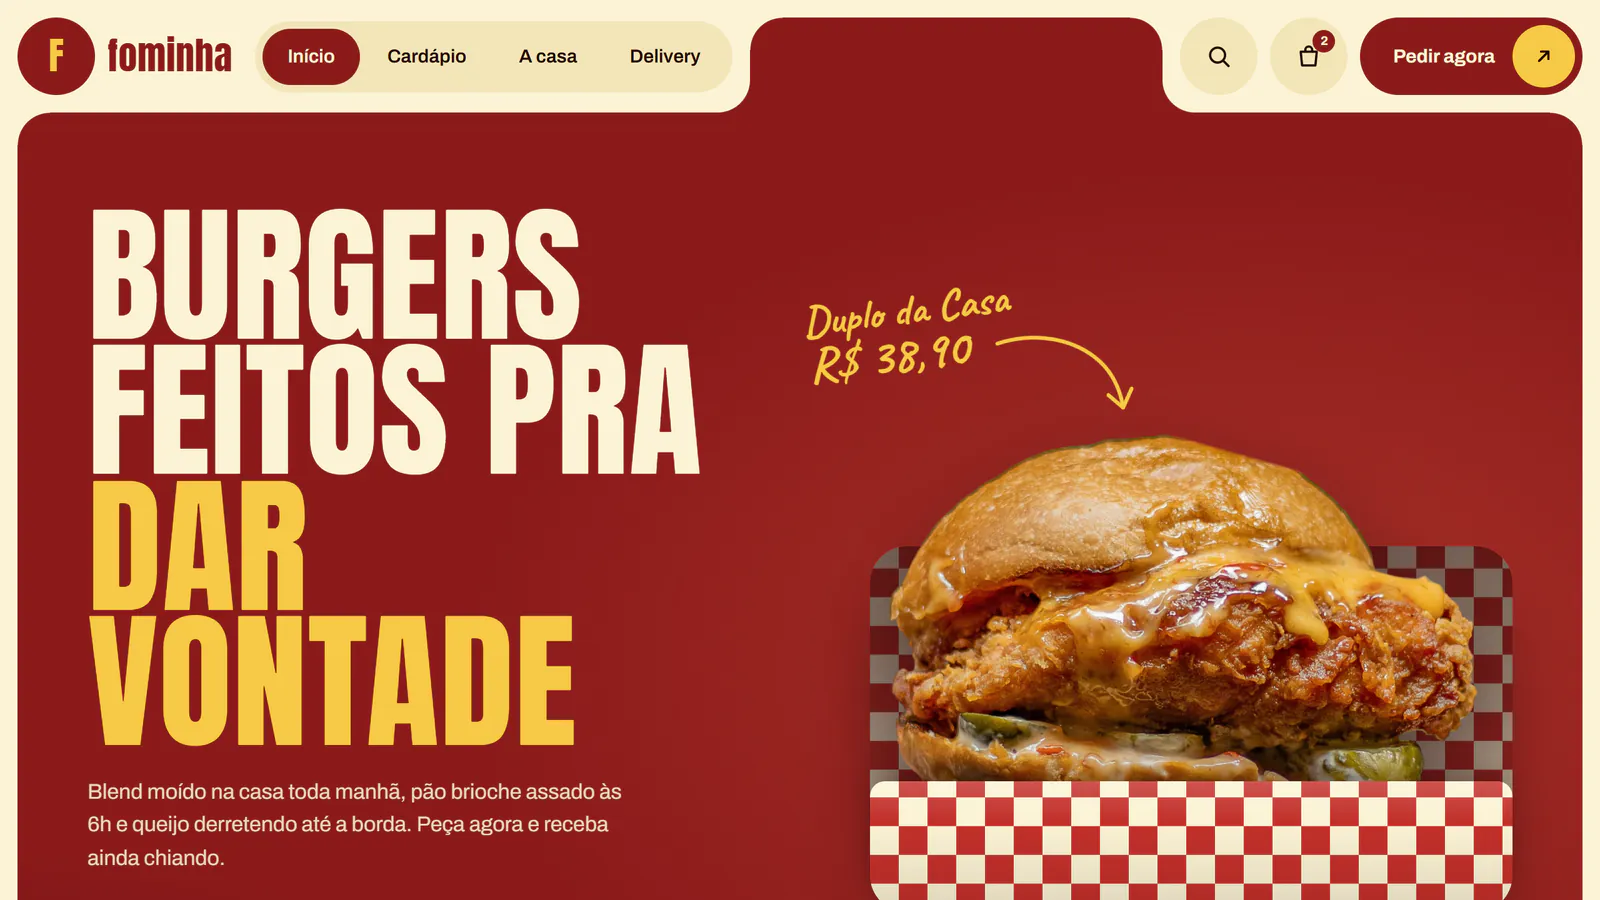 F fominha Início Cardápio A casa Delivery 2 Pedir agora
BURGERS
FEITOS PRA
DAR
VONTADE
Duplo da Casa
R$ 38,90
Blend moído na casa toda manhã, pão brioche assado às
6h e queijo derretendo até a borda. Peça agora e receba
ainda chiando.